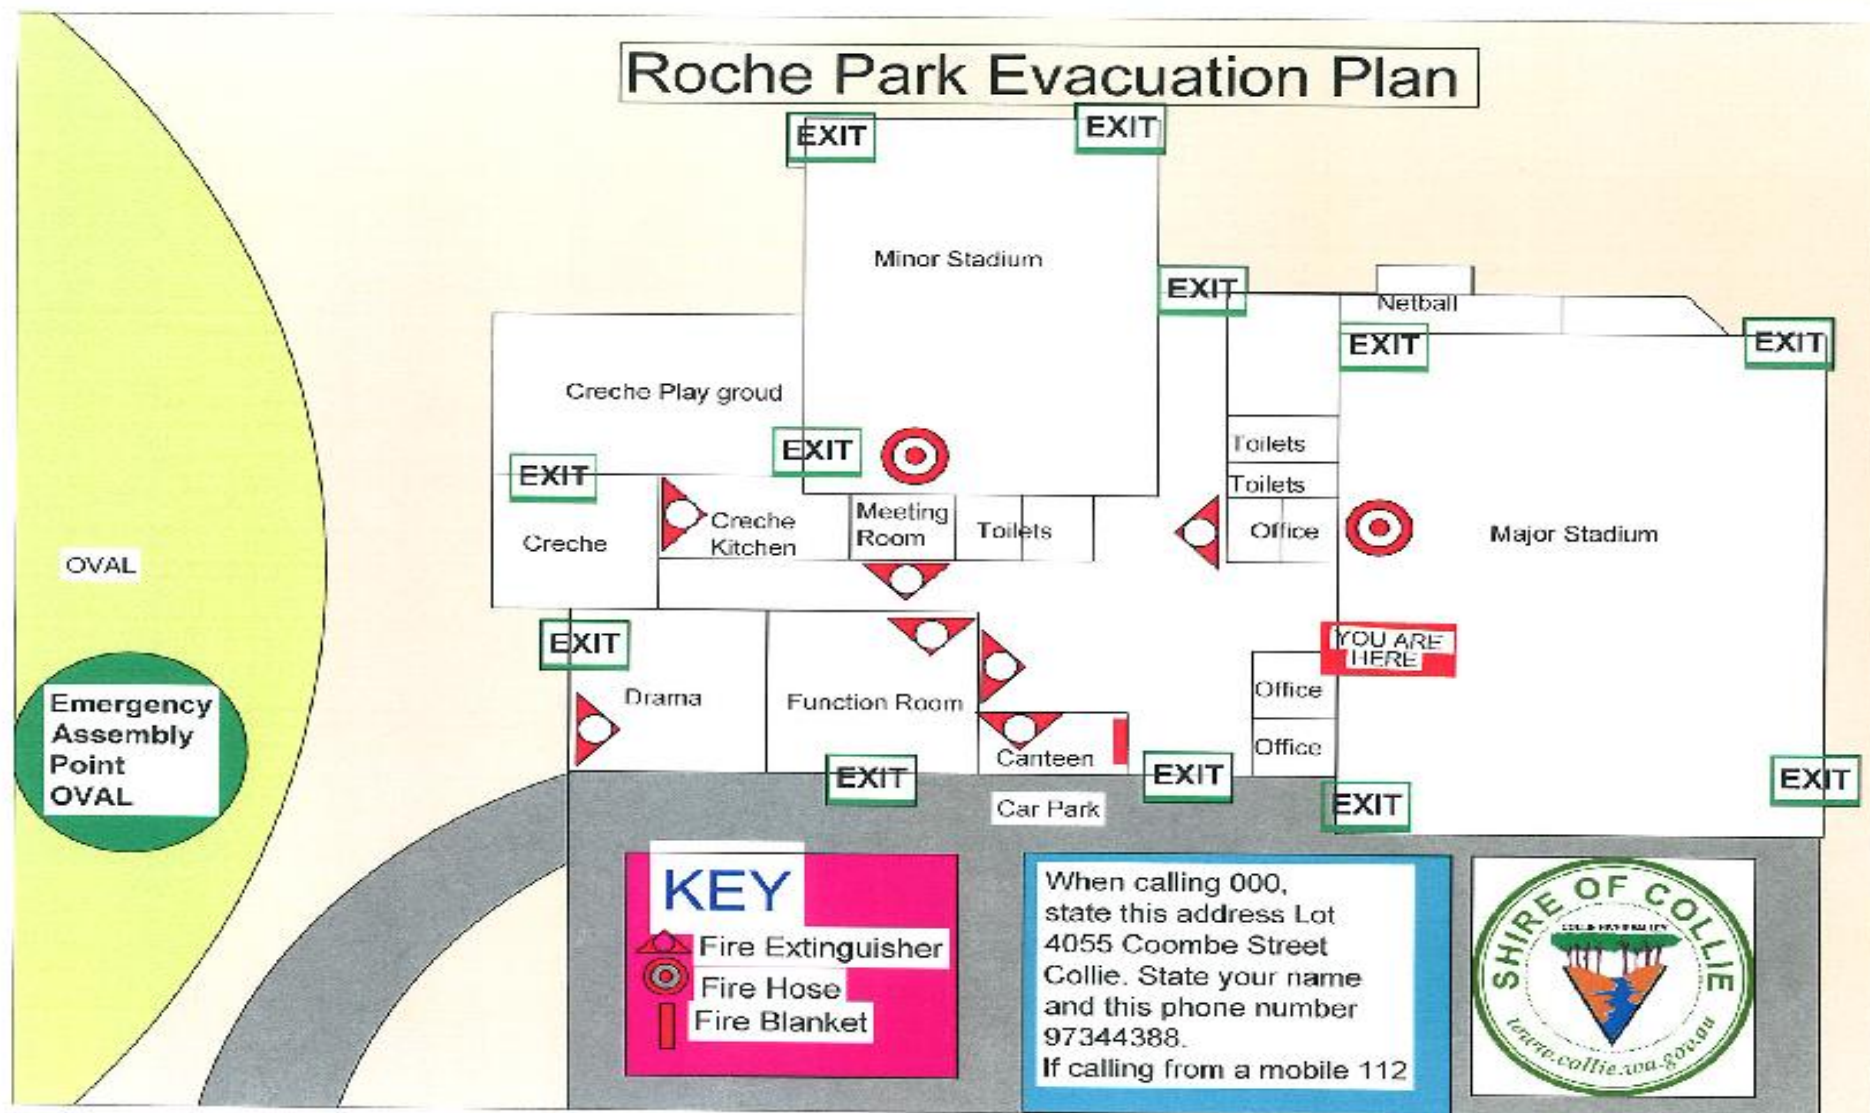 Roche Park Evacuation Plan
EXIT
EXIT
Minor Stadium
EXIT
Netball
EXIT
EXIT
Creche Play groud
EXIT
EXIT
Toilets
Toilets
Creche
Creche
Kitchen
Meeting
Room
Toilets
Office
Major Stadium
OVAL
EXIT
YOU ARE
HERE
Drama
Function Room
Office
Office
Canteen
Emergency
Assembly
Point
OVAL
EXIT
EXIT
EXIT
EXIT
Car Park
KEY
Fire Extinguisher
Fire Hose
Fire Blanket
When calling 000,
state this address Lot
4055 Coombe Street
Collie. State your name
and this phone number
97344388.
If calling from a mobile 112
SHIRE OF COLLIE
COLLIE RIVER VALLEY
www.collie.wa.gov.au